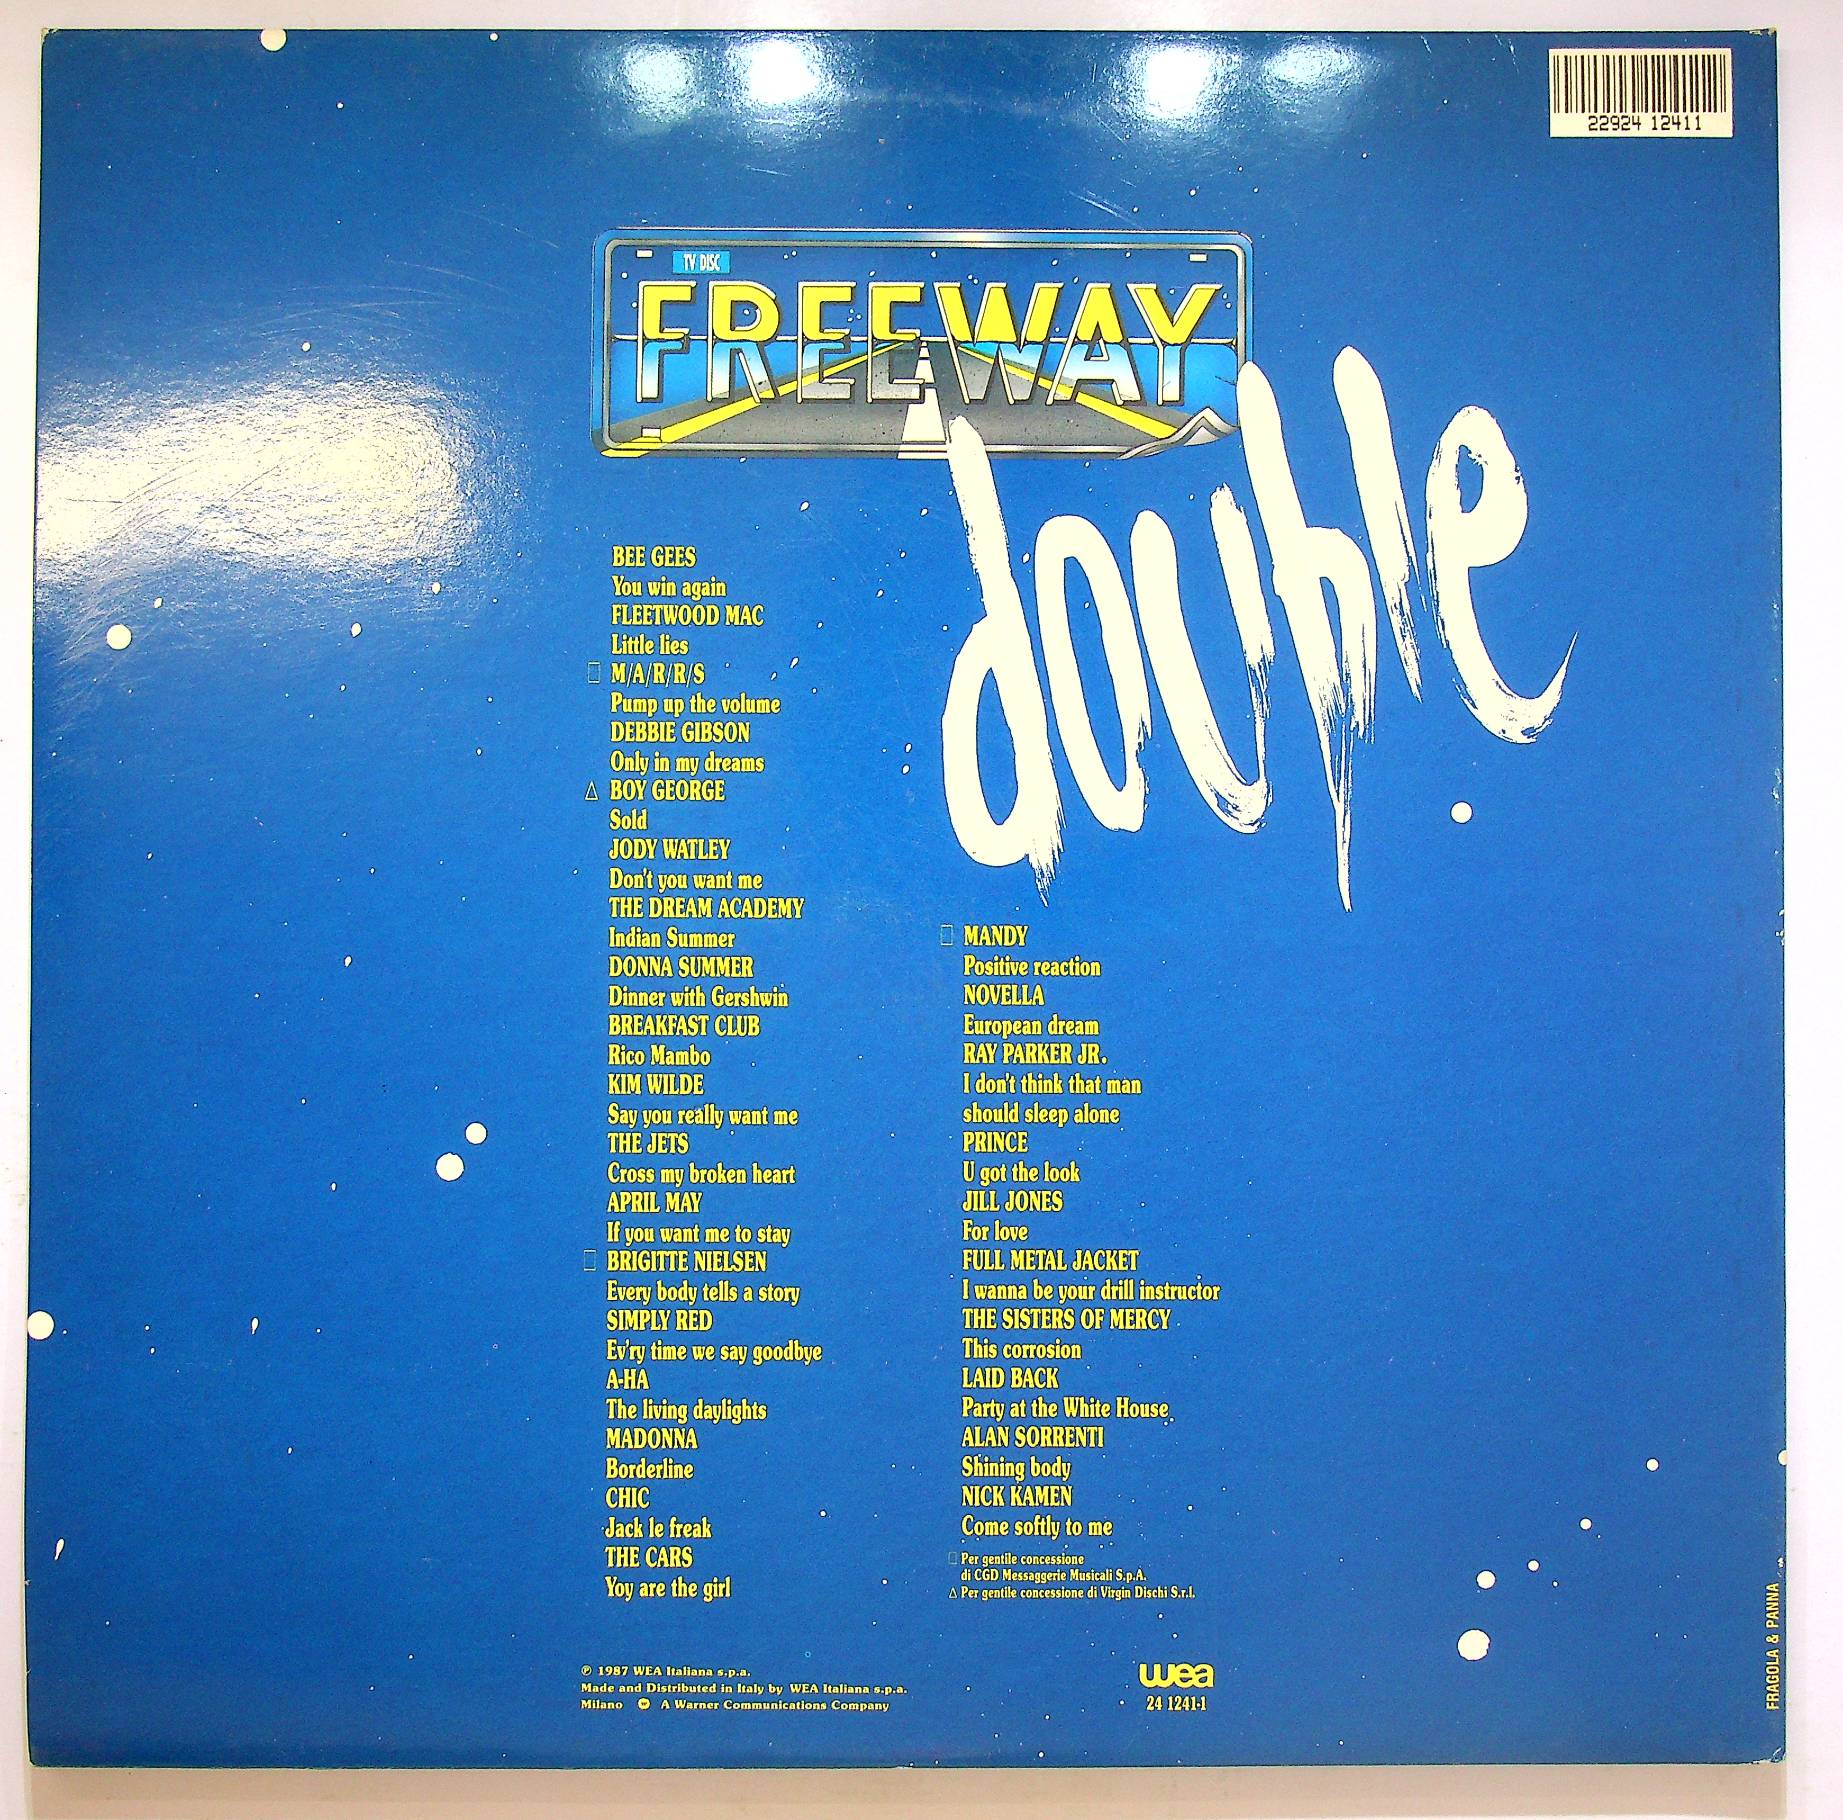 22924 12411
TV DISC
FREEWAY
double
BEE GEES
You win again
FLEETWOOD MAC
Little lies
□ M/A/R/R/S
Pump up the volume
DEBBIE GIBSON
Only in my dreams
△ BOY GEORGE
Sold
JODY WATLEY
Don't you want me
THE DREAM ACADEMY
Indian Summer
DONNA SUMMER
Dinner with Gershwin
BREAKFAST CLUB
Rico Mambo
KIM WILDE
Say you really want me
THE JETS
Cross my broken heart
APRIL MAY
If you want me to stay
□ BRIGITTE NIELSEN
Every body tells a story
SIMPLY RED
Ev'ry time we say goodbye
A-HA
The living daylights
MADONNA
Borderline
CHIC
Jack le freak
THE CARS
Yoy are the girl
□ MANDY
Positive reaction
NOVELLA
European dream
RAY PARKER JR.
I don't think that man
should sleep alone
PRINCE
U got the look
JILL JONES
For love
FULL METAL JACKET
I wanna be your drill instructor
THE SISTERS OF MERCY
This corrosion
LAID BACK
Party at the White House
ALAN SORRENTI
Shining body
NICK KAMEN
Come softly to me
□ Per gentile concessione
di CGD Messaggerie Musicali S.p.A.
△ Per gentile concessione di Virgin Dischi S.r.l.
℗ 1987 WEA Italiana s.p.a.
Made and Distributed in Italy by WEA Italiana s.p.a.
Milano A Warner Communications Company
wea
24 1241-1
FRAGOLA & PANNA